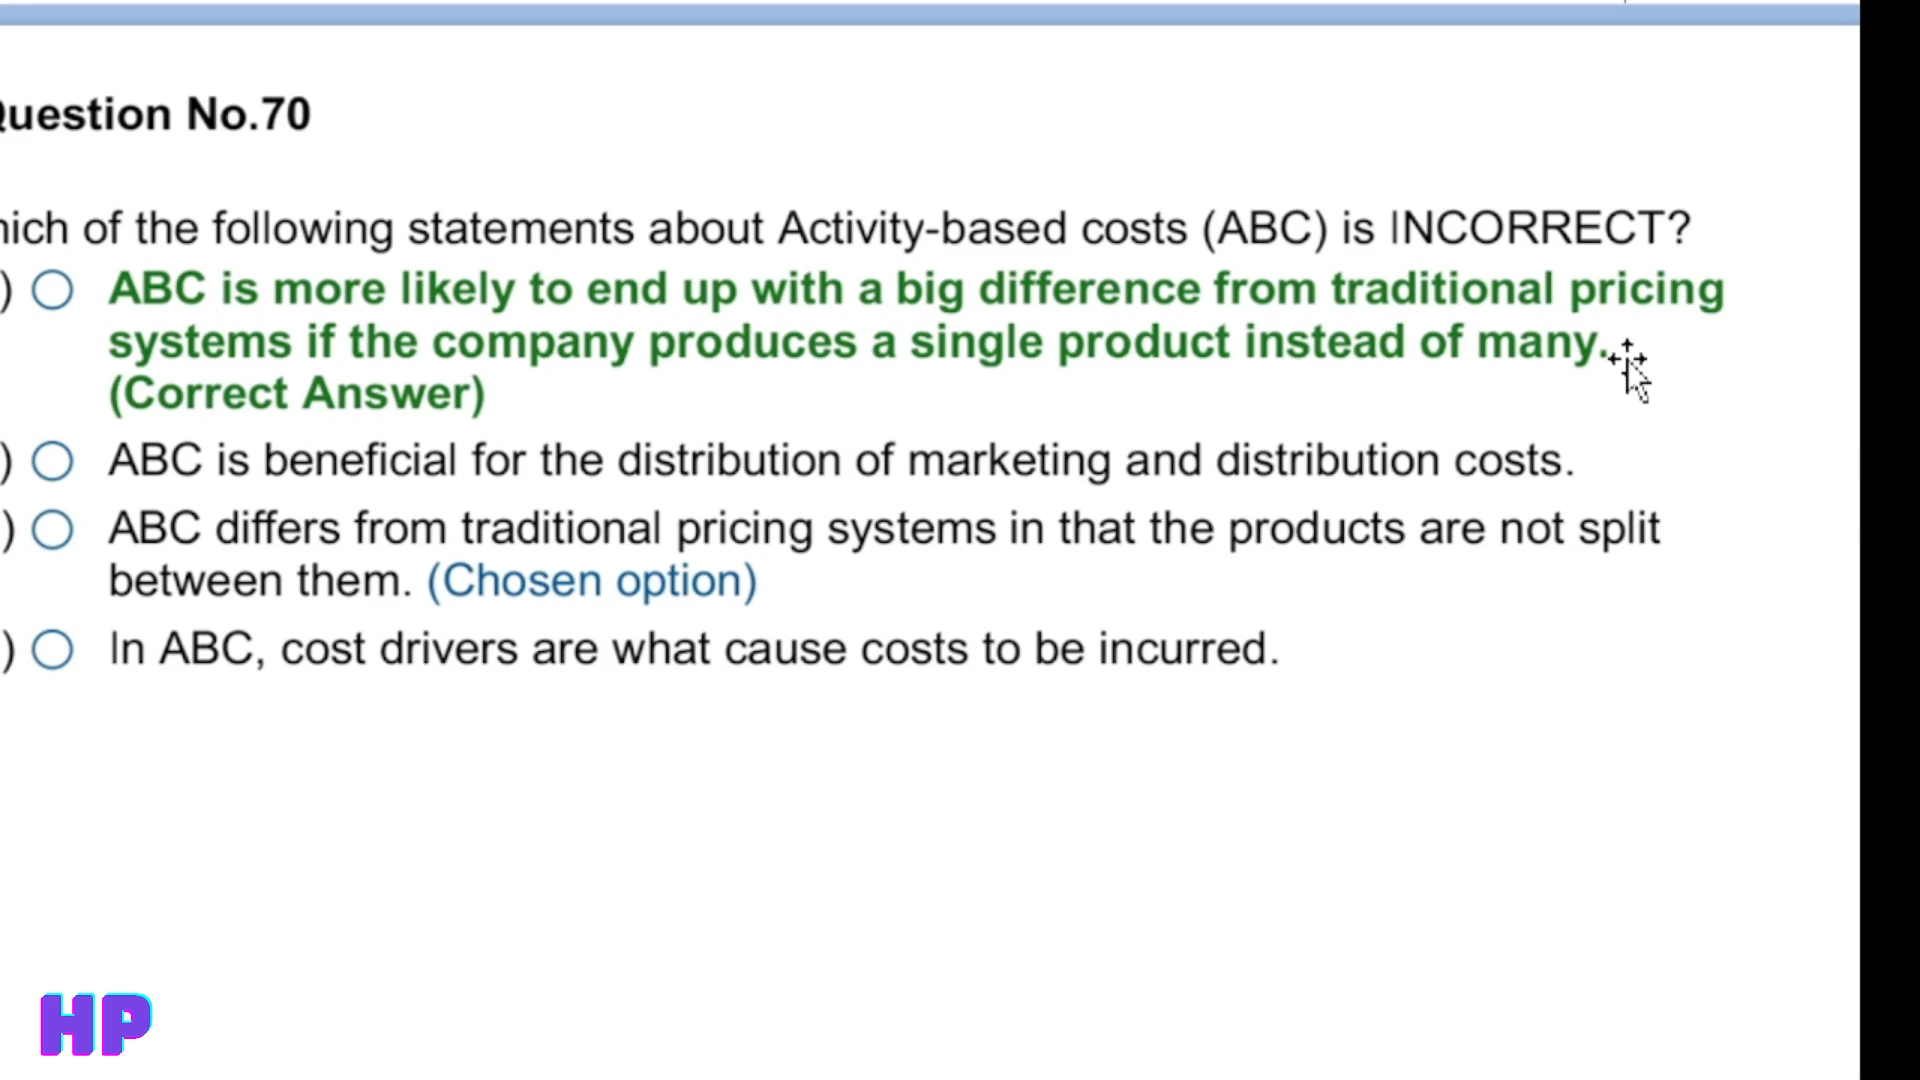 Question No.70
hich of the following statements about Activity-based costs (ABC) is INCORRECT?
) ABC is more likely to end up with a big difference from traditional pricing
systems if the company produces a single product instead of many.
(Correct Answer)
) ABC is beneficial for the distribution of marketing and distribution costs.
) ABC differs from traditional pricing systems in that the products are not split
between them. (Chosen option)
) In ABC, cost drivers are what cause costs to be incurred.
HP